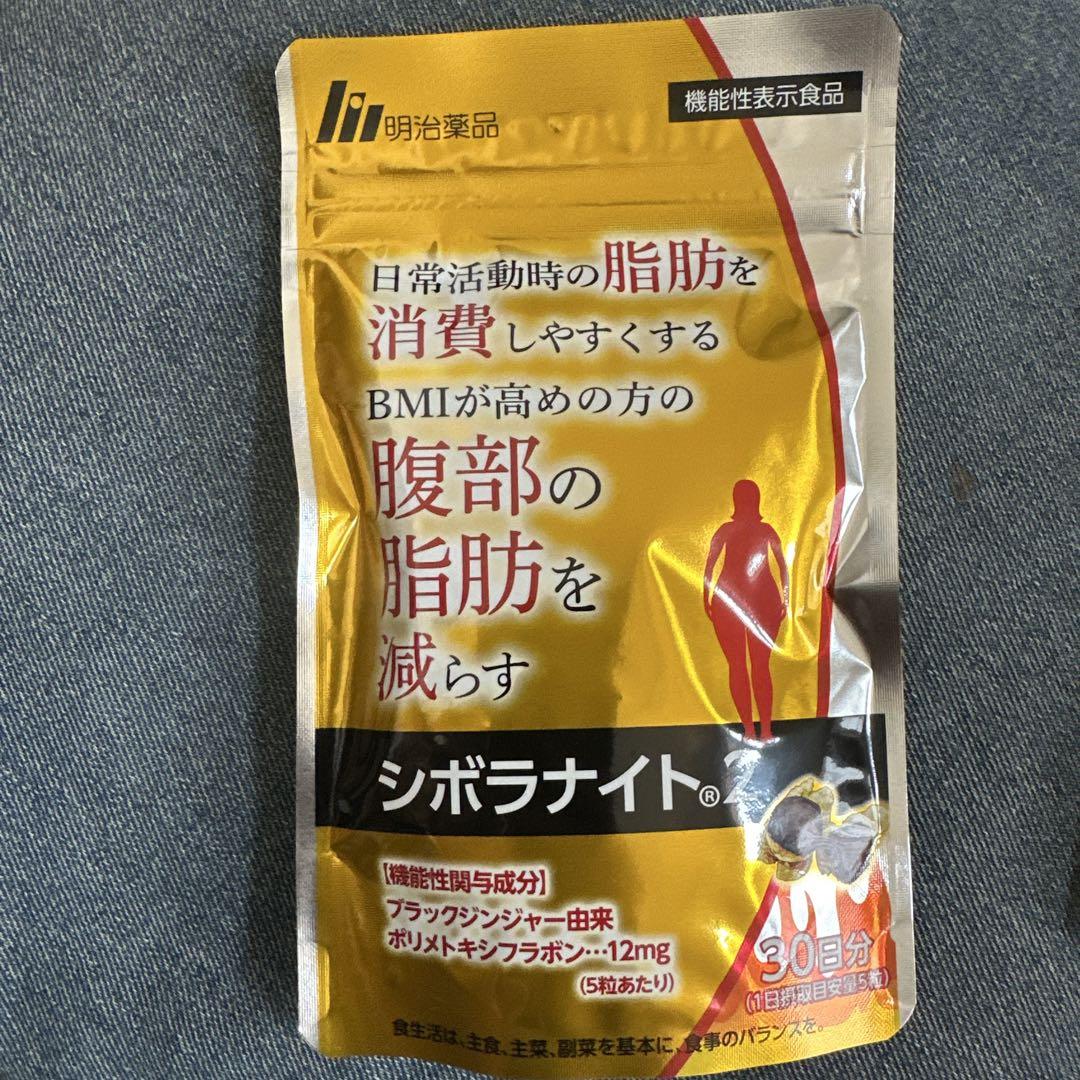 明治薬品
機能性表示食品
日常活動時の脂肪を
消費しやすくする
BMIが高めの方の
腹部の
脂肪を
減らす
シボラナイト®2
【機能性関与成分】
ブラックジンジャー由来
ポリメトキシフラボン…12mg
(5粒あたり)
30日分
(1日摂取目安量5粒)
食生活は、主食、主菜、副菜を基本に、食事のバランスを。